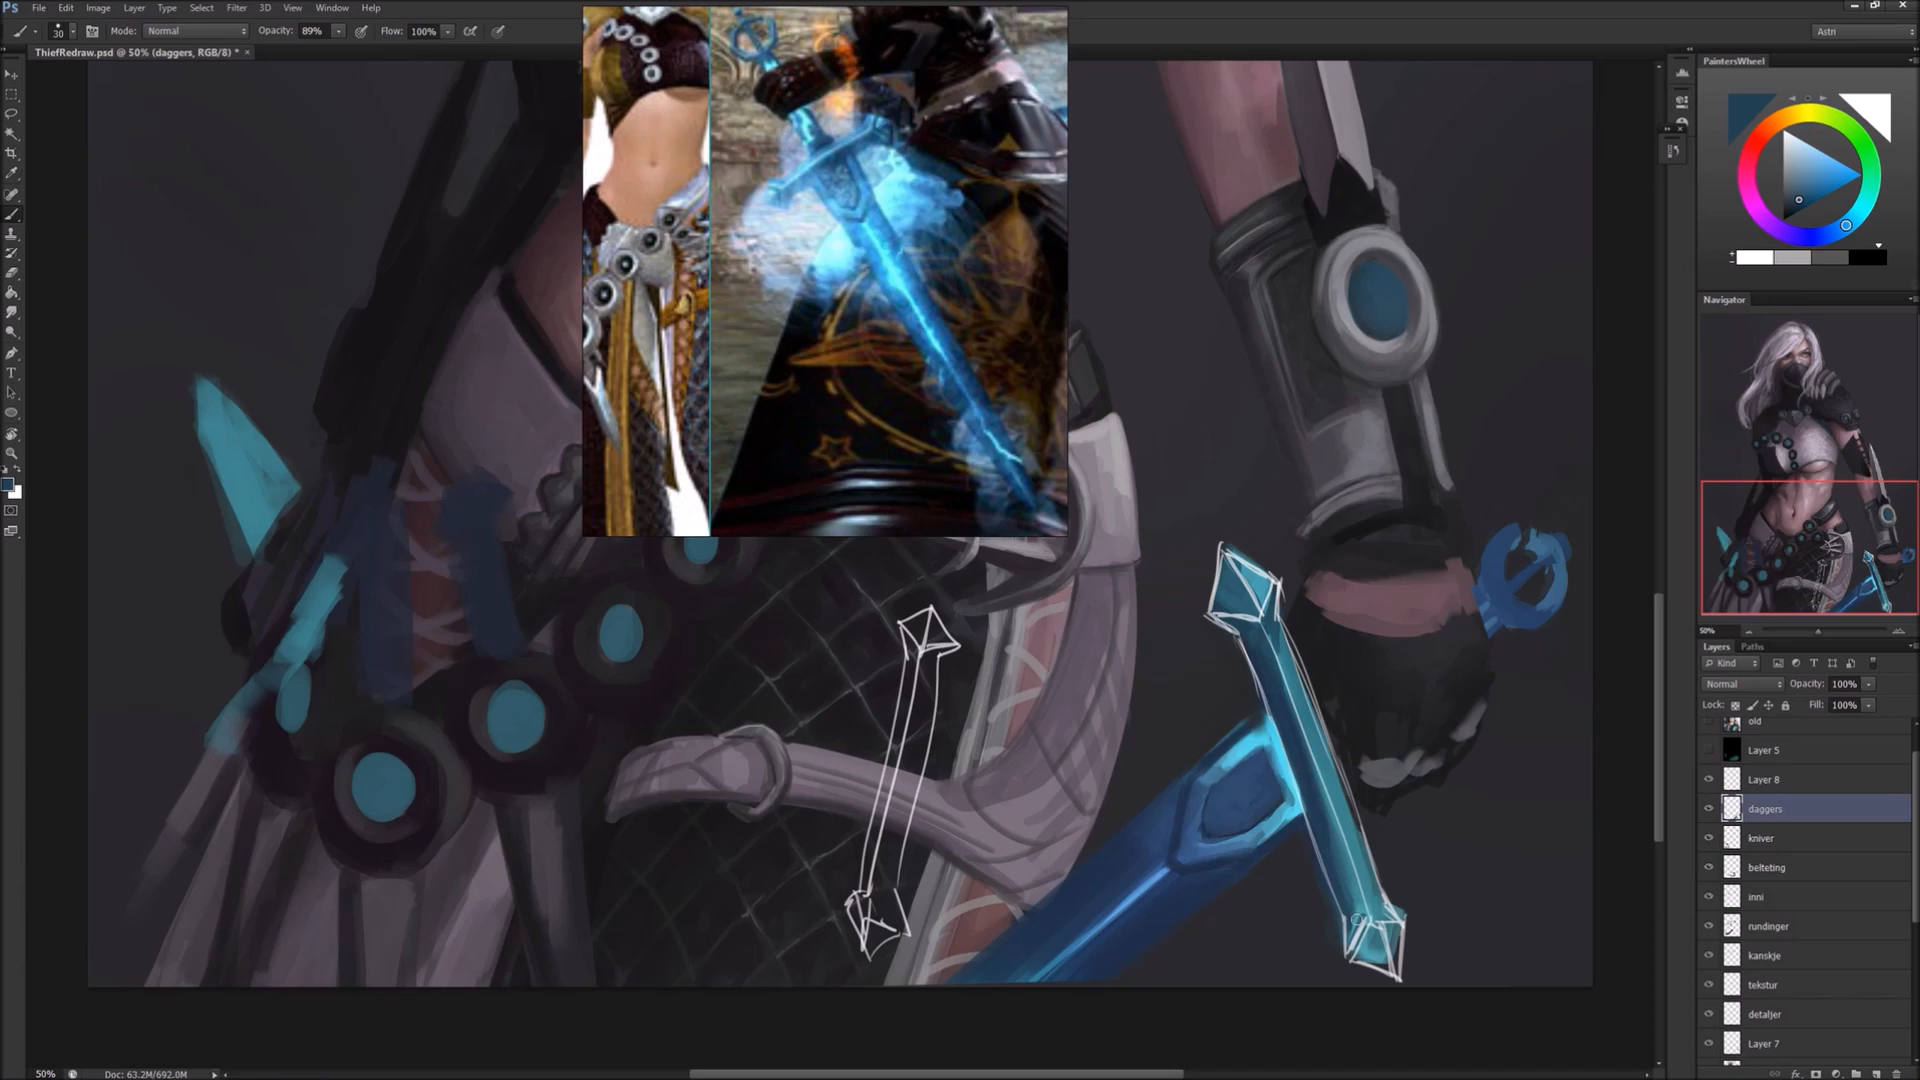 Ps File Edit Image Layer Type Select Filter 3D View Window Help
30 Mode: Normal Opacity: 89% Flow: 100% Astri
ThiefRedraw.psd @ 50% (daggers, RGB/8) * ×
PaintersWheel
Navigator
50%
Layers Paths
Kind
Normal Opacity: 100%
Lock: Fill: 100%
old
Layer 5
Layer 8
daggers
kniver
belteting
inni
rundinger
kanskje
tekstur
detaljer
Layer 7
50% Doc: 63.2M/692.0M